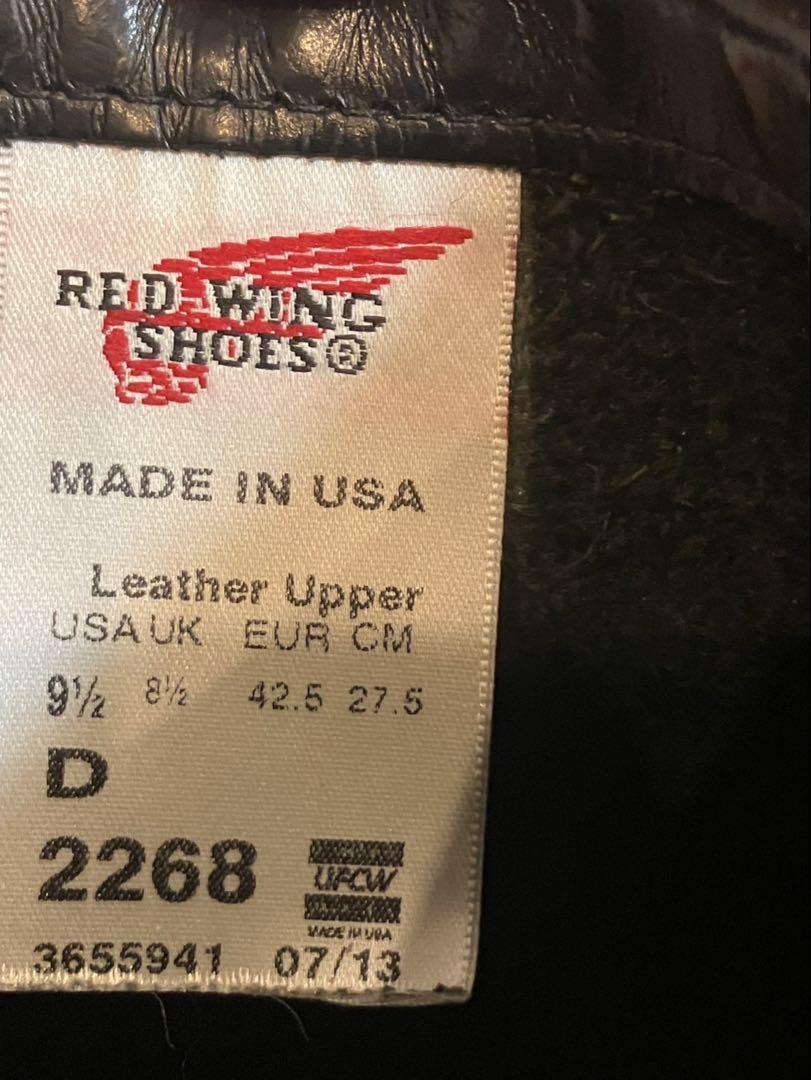 RED WING
SHOES®
MADE IN USA
Leather Upper
USA UK EUR CM
9½ 8½ 42.5 27.5
D
2268
UFCW
MADE IN USA
3655941 07/13